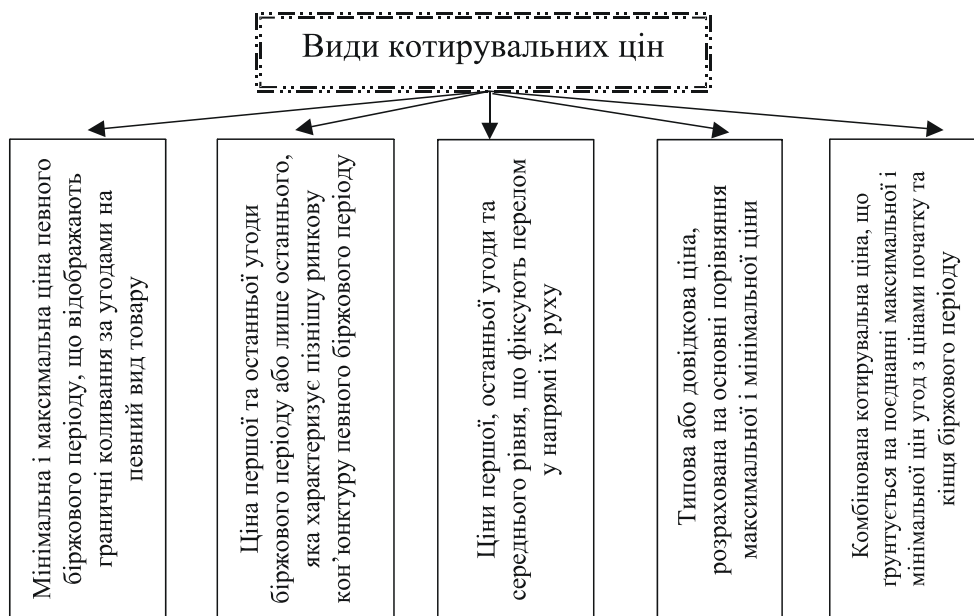 Види котирувальних цін
Мінімальна і максимальна ціна певного
біржового періоду, що відображають
граничні коливання за угодами на
певний вид товару
Ціна першої та останньої угоди
біржового періоду або лише останнього,
яка характеризує пізнішу ринкову
кон’юнктуру певного біржового періоду
Ціни першої, останньої угоди та
середнього рівня, що фіксують перелом
у напрямі їх руху
Типова або довідкова ціна,
розрахована на основні порівняння
максимальної і мінімальної ціни
Комбінована котирувальна ціна, що
ґрунтується на поєднанні максимальної і
мінімальної цін угод з цінами початку та
кінця біржового періоду